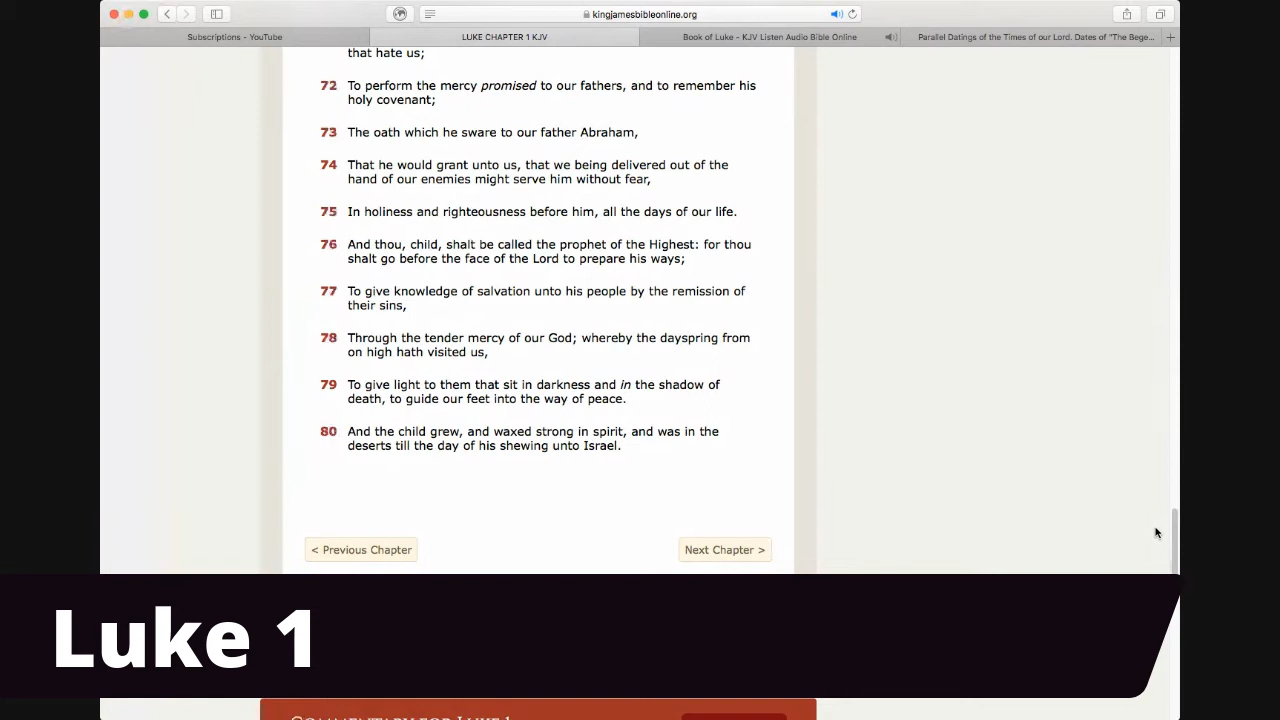 kingjamesbibleonline.org
Subscriptions - YouTube
LUKE CHAPTER 1 KJV
Book of Luke - KJV Listen Audio Bible Online
Parallel Datings of the Times of our Lord. Dates of "The Bege...
that hate us;
72 To perform the mercy promised to our fathers, and to remember his
holy covenant;
73 The oath which he sware to our father Abraham,
74 That he would grant unto us, that we being delivered out of the
hand of our enemies might serve him without fear,
75 In holiness and righteousness before him, all the days of our life.
76 And thou, child, shalt be called the prophet of the Highest: for thou
shalt go before the face of the Lord to prepare his ways;
77 To give knowledge of salvation unto his people by the remission of
their sins,
78 Through the tender mercy of our God; whereby the dayspring from
on high hath visited us,
79 To give light to them that sit in darkness and in the shadow of
death, to guide our feet into the way of peace.
80 And the child grew, and waxed strong in spirit, and was in the
deserts till the day of his shewing unto Israel.
< Previous Chapter
Next Chapter >
Luke 1
COMMENTARY FOR LUKE 1